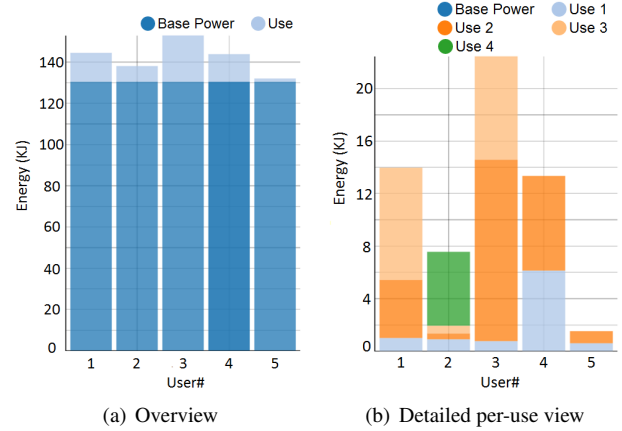 Base Power Use
Energy (KJ)
140
120
100
80
60
40
20
0
1 2 3 4 5
User#
(a) Overview
Base Power Use 1
Use 2 Use 3
Use 4
Energy (KJ)
20
16
12
8
4
0
1 2 3 4 5
User#
(b) Detailed per-use view